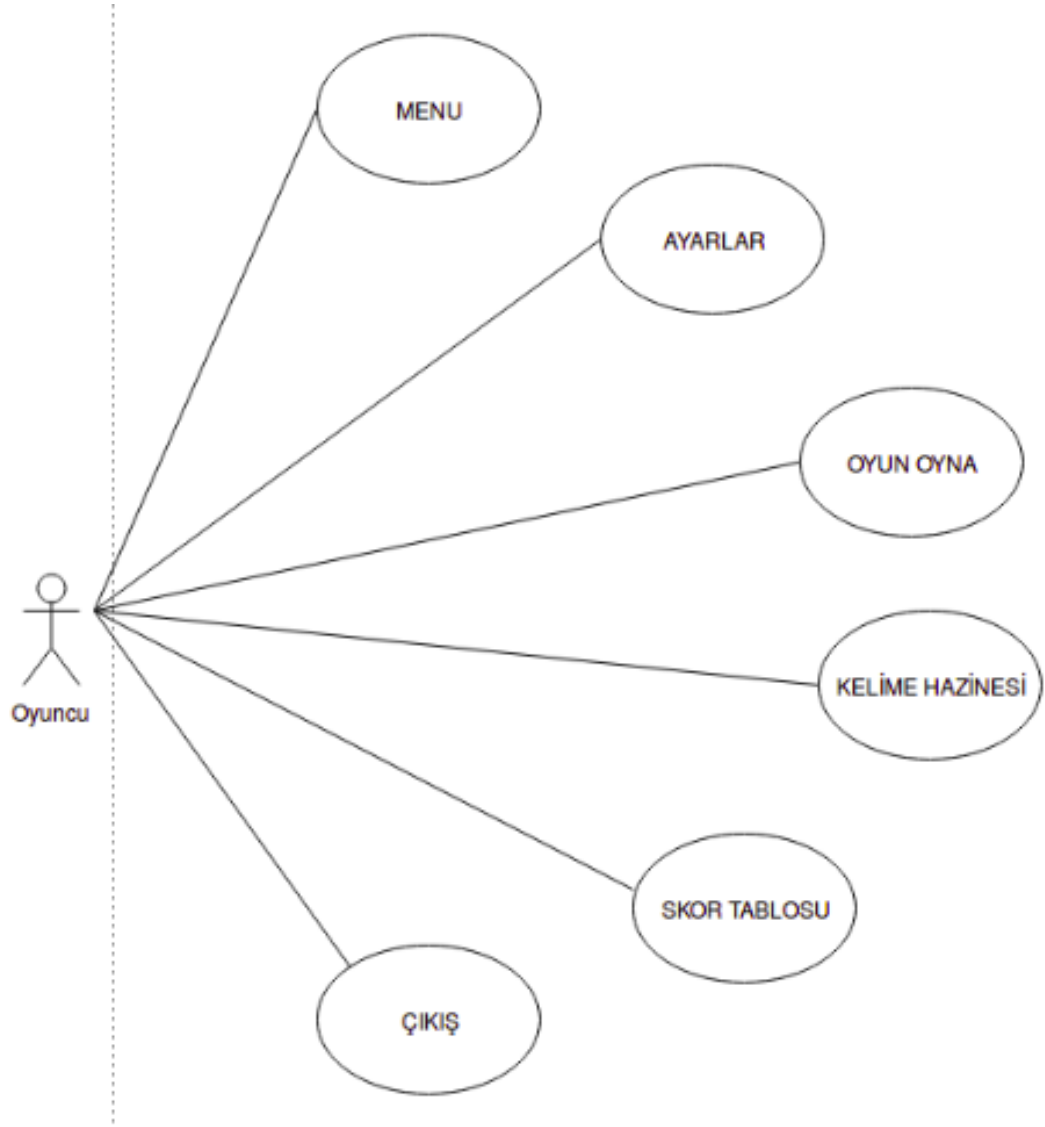 MENU
AYARLAR
OYUN OYNA
KELİME HAZİNESİ
Oyuncu
SKOR TABLOSU
ÇIKIŞ